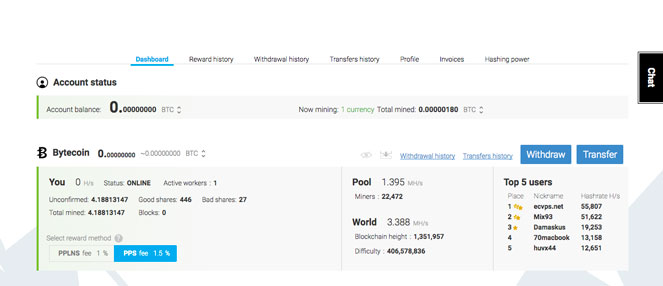 Dashboard Reward history Withdrawal history Transfers history Profile Invoices Hashing power
Chat
Account status
Account balance: 0.00000000 BTC Now mining: 1 currency Total mined: 0.00000180 BTC
Bytecoin 0.00000000 ~0.00000000 BTC Withdrawal history Transfers history Withdraw Transfer
You 0 H/s Status: ONLINE Active workers : 1
Unconfirmed: 4.18813147 Good shares: 446 Bad shares: 27
Total mined: 4.18813147 Blocks: 0
Select reward method ?
PPLNS fee 1 % PPS fee 1.5 %
Pool 1.395 MH/s
Miners : 22,472
World 3.388 MH/s
Blockchain height : 1,351,957
Difficulty : 406,578,836
Top 5 users
Place Nickname Hashrate H/s
1 ecvps.net 55,807
2 Mix93 51,622
3 Damaskus 19,253
4 70macbook 13,158
5 huvx44 12,651